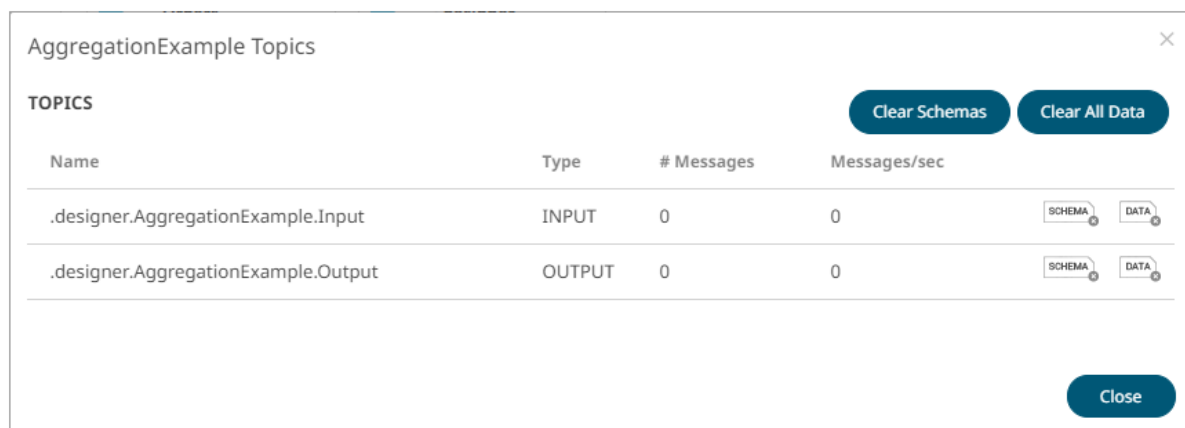 AggregationExample Topics
TOPICS
Clear Schemas Clear All Data
Name Type # Messages Messages/sec
.designer.AggregationExample.Input INPUT 0 0 SCHEMA DATA
.designer.AggregationExample.Output OUTPUT 0 0 SCHEMA DATA
Close